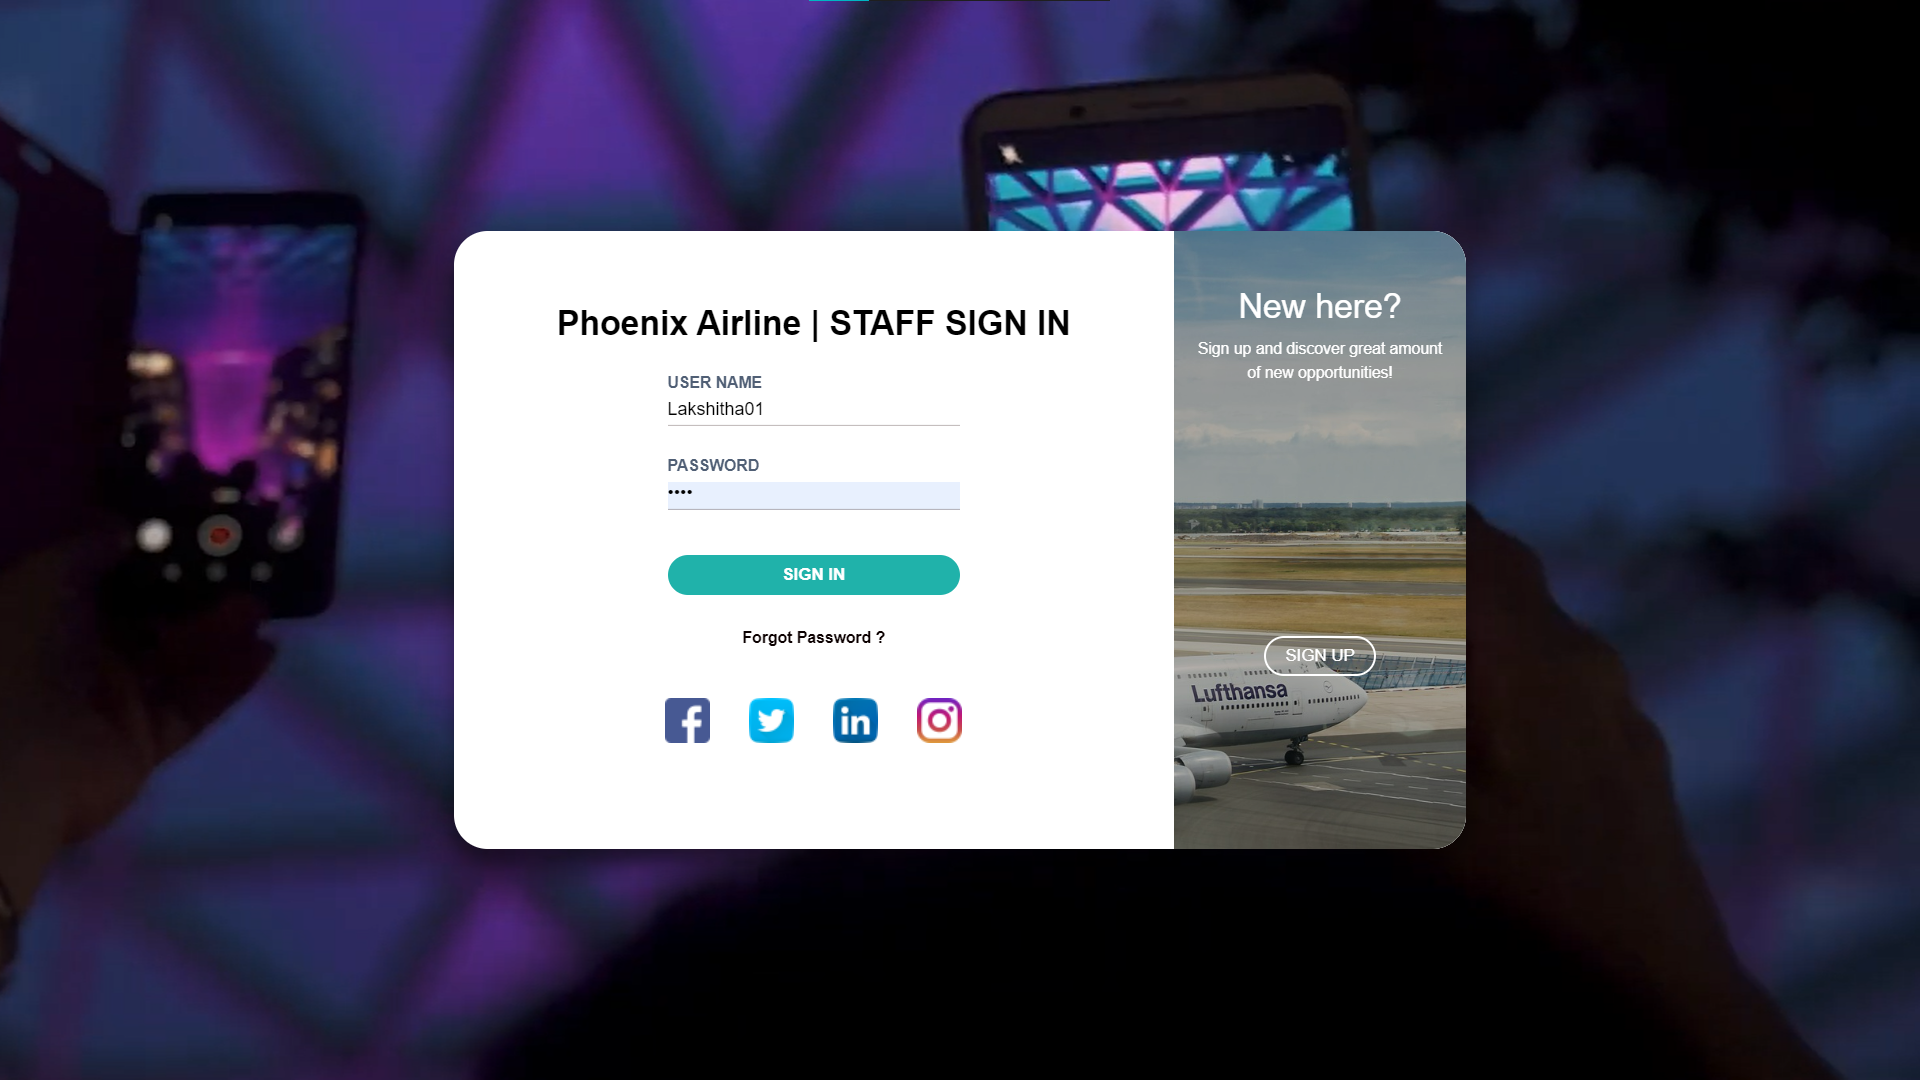 Phoenix Airline | STAFF SIGN IN
USER NAME
Lakshitha01
PASSWORD
••••
SIGN IN
Forgot Password ?
New here?
Sign up and discover great amount
of new opportunities!
SIGN UP
Lufthansa